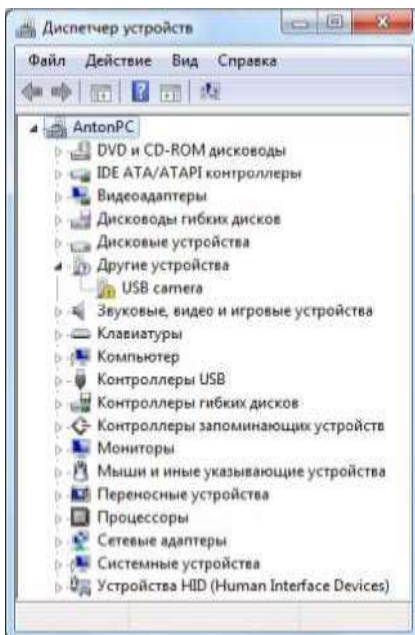 Диспетчер устройств
Файл Действие Вид Справка
AntonPC
DVD и CD-ROM дисководы
IDE ATA/ATAPI контроллеры
Видеоадаптеры
Дисководы гибких дисков
Дисковые устройства
Другие устройства
USB camera
Звуковые, видео и игровые устройства
Клавиатуры
Компьютер
Контроллеры USB
Контроллеры гибких дисков
Контроллеры запоминающих устройств
Мониторы
Мыши и иные указывающие устройства
Переносные устройства
Процессоры
Сетевые адаптеры
Системные устройства
Устройства HID (Human Interface Devices)